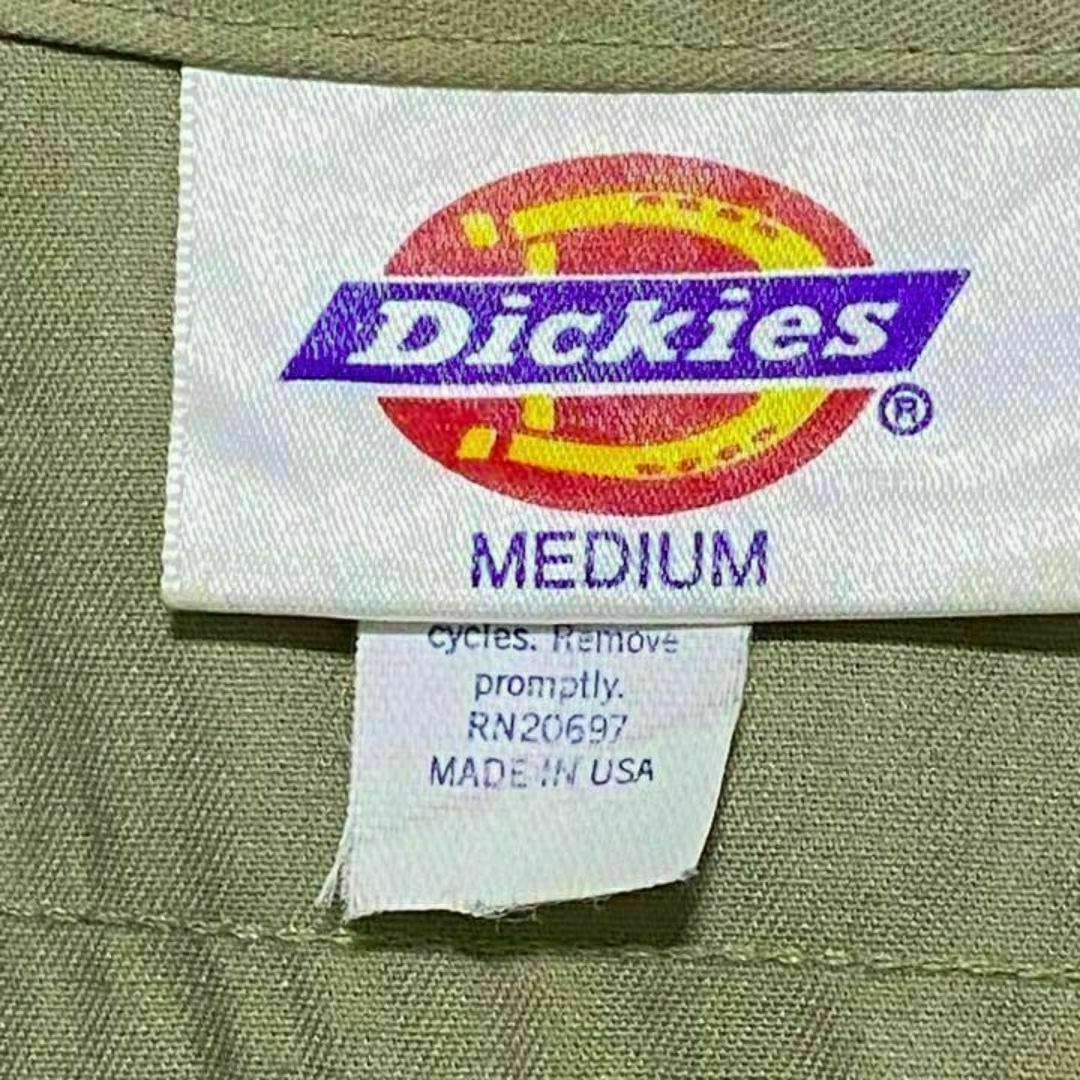 Dickies
®
MEDIUM
cycles. Remove
promptly.
RN20697
MADE IN USA